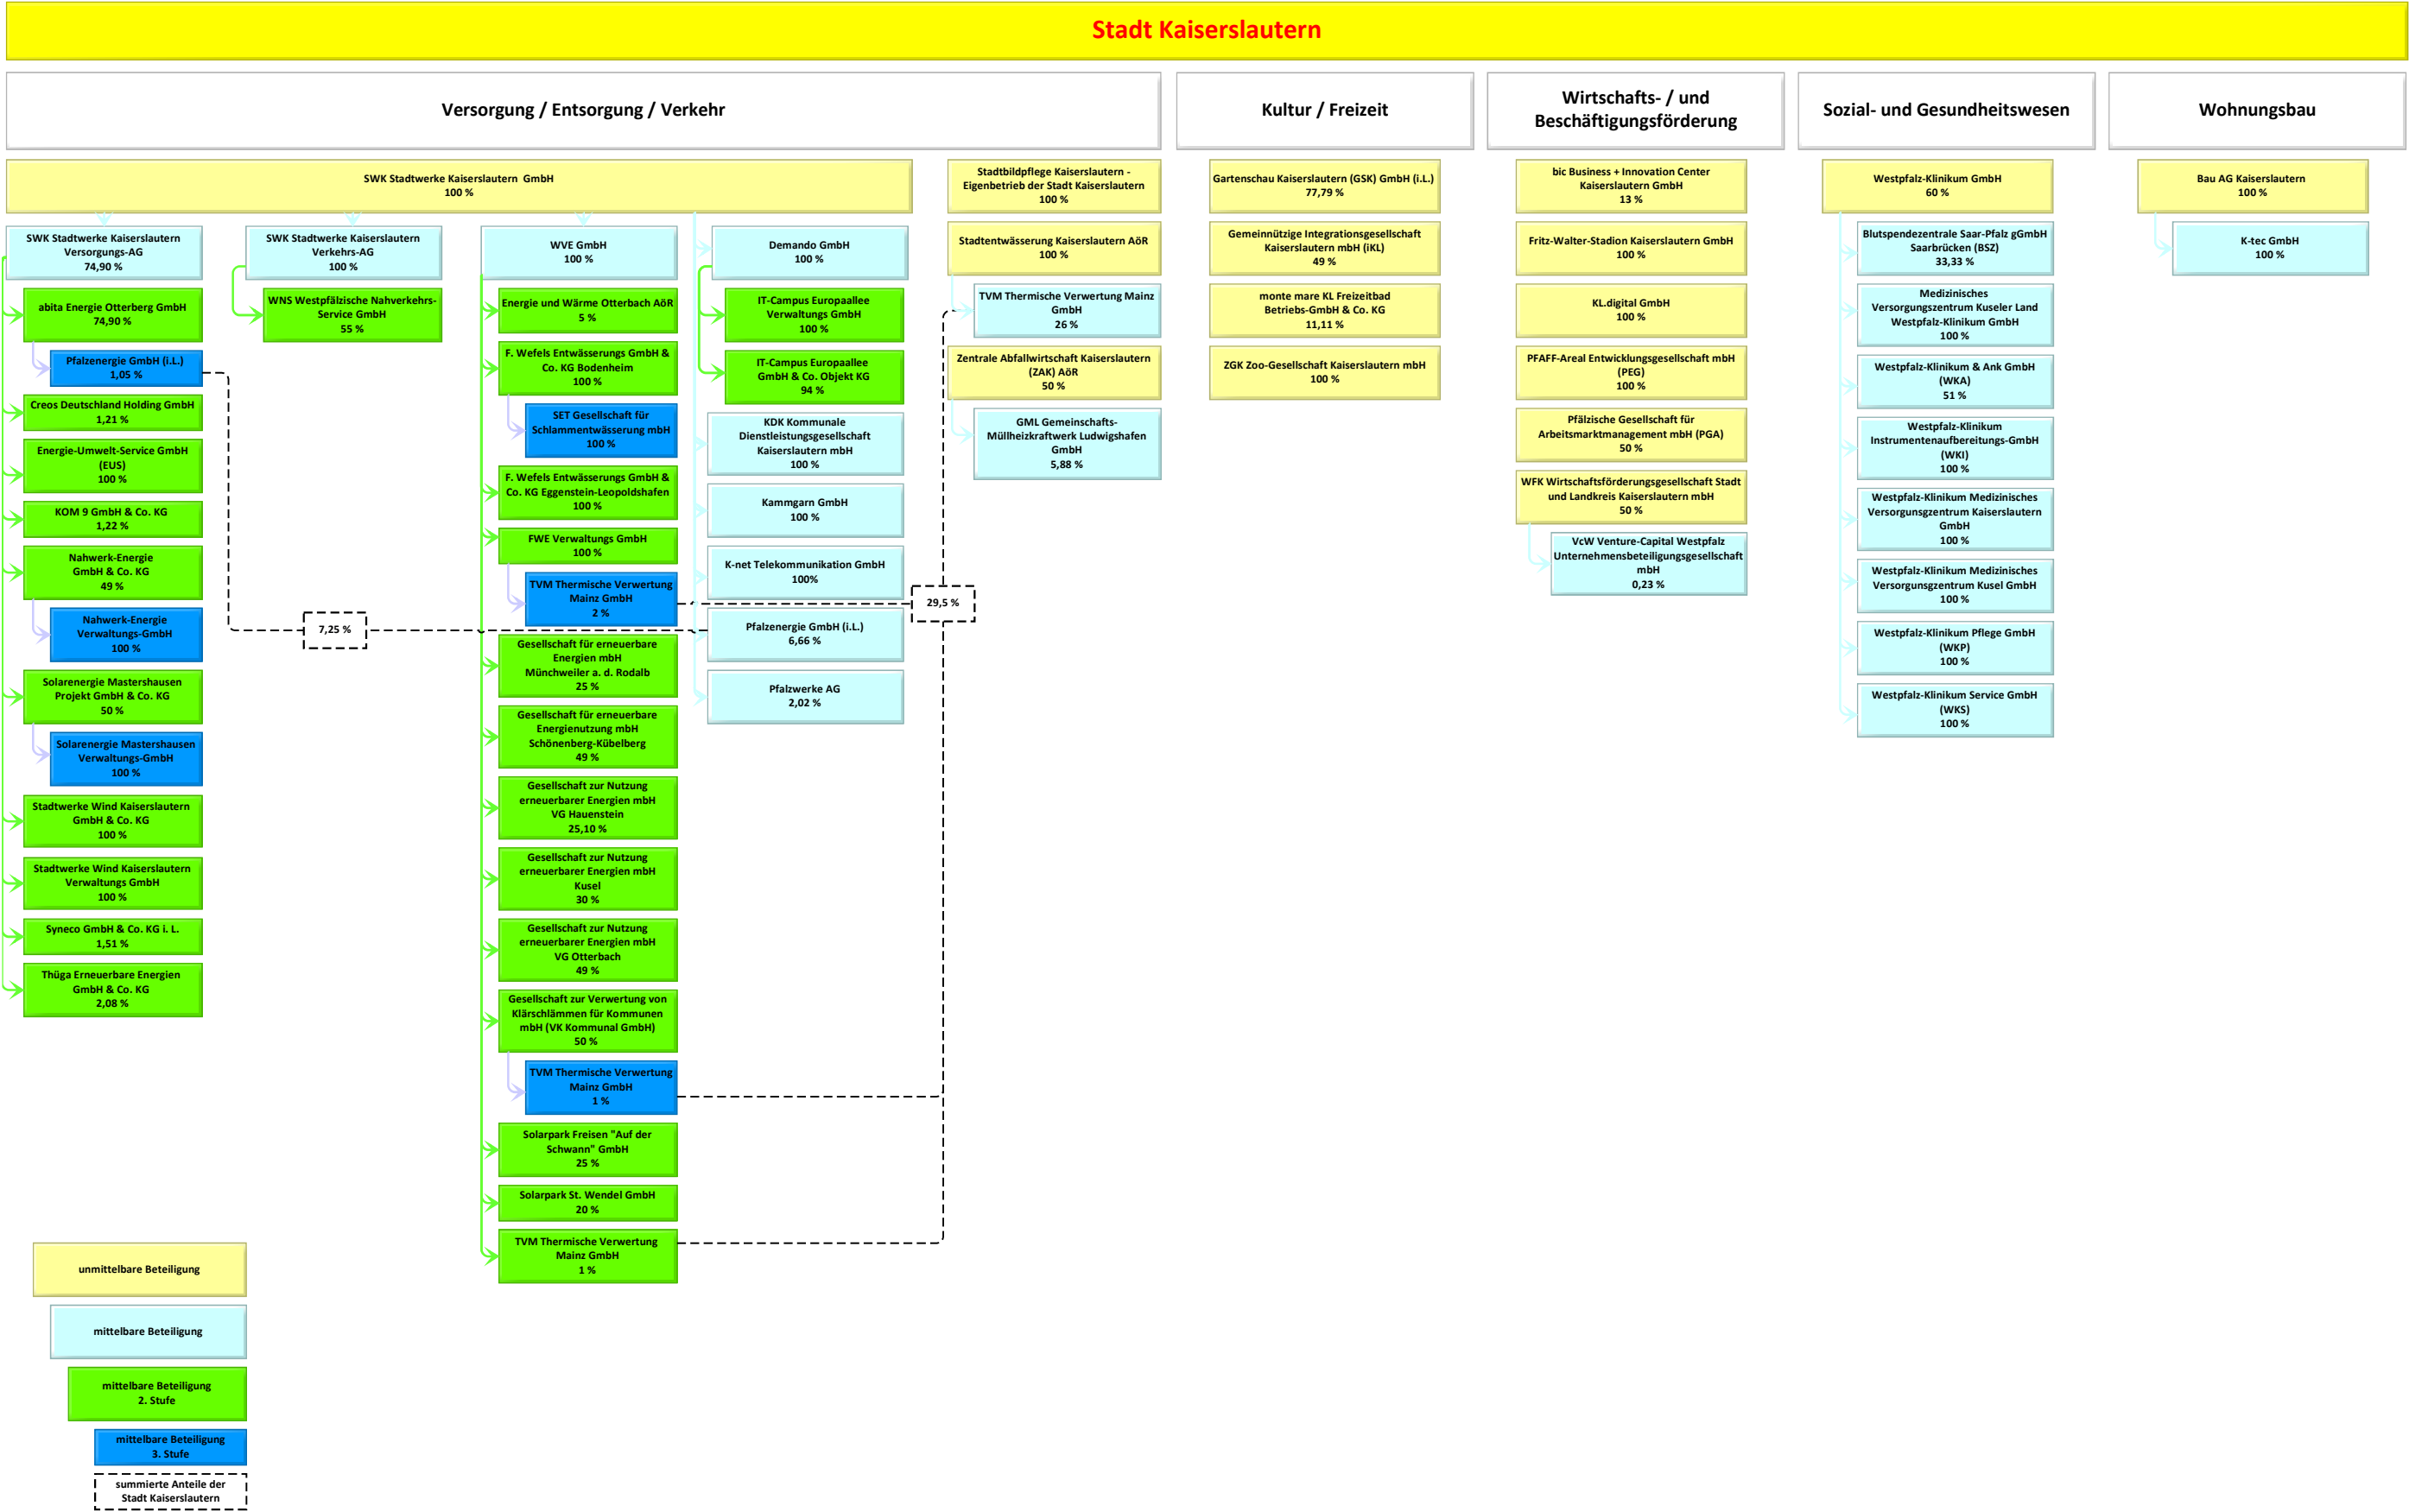 Stadt Kaiserslautern
Versorgung / Entsorgung / Verkehr
Kultur / Freizeit
Wirtschafts- / und
Beschäftigungsförderung
Sozial- und Gesundheitswesen
Wohnungsbau
SWK Stadtwerke Kaiserslautern  GmbH
100 %
SWK Stadtwerke Kaiserslautern
Versorgungs-AG
74,90 %
abita Energie Otterberg GmbH
74,90 %
Pfalzenergie GmbH (i.L.)
1,05 %
Creos Deutschland Holding GmbH
1,21 %
Energie-Umwelt-Service GmbH
(EUS)
100 %
KOM 9 GmbH & Co. KG
1,22 %
Nahwerk-Energie
GmbH & Co. KG
49 %
Nahwerk-Energie
Verwaltungs-GmbH
100 %
Solarenergie Mastershausen
Projekt GmbH & Co. KG
50 %
Solarenergie Mastershausen
Verwaltungs-GmbH
100 %
Stadtwerke Wind Kaiserslautern
GmbH & Co. KG
100 %
Stadtwerke Wind Kaiserslautern
Verwaltungs GmbH
100 %
Syneco GmbH & Co. KG i. L.
1,51 %
Thüga Erneuerbare Energien
GmbH & Co. KG
2,08 %
SWK Stadtwerke Kaiserslautern
Verkehrs-AG
100 %
WNS Westpfälzische Nahverkehrs-
Service GmbH
55 %
7,25 %
WVE GmbH
100 %
Energie und Wärme Otterbach AöR
5 %
F. Wefels Entwässerungs GmbH &
Co. KG Bodenheim
100 %
SET Gesellschaft für
Schlammentwässerung mbH
100 %
F. Wefels Entwässerungs GmbH &
Co. KG Eggenstein-Leopoldshafen
100 %
FWE Verwaltungs GmbH
100 %
TVM Thermische Verwertung
Mainz GmbH
2 %
Gesellschaft für erneuerbare
Energien mbH
Münchweiler a. d. Rodalb
25 %
Gesellschaft für erneuerbare
Energienutzung mbH
Schönenberg-Kübelberg
49 %
Gesellschaft zur Nutzung
erneuerbarer Energien mbH
VG Hauenstein
25,10 %
Gesellschaft zur Nutzung
erneuerbarer Energien mbH
Kusel
30 %
Gesellschaft zur Nutzung
erneuerbarer Energien mbH
VG Otterbach
49 %
Gesellschaft zur Verwertung von
Klärschlämmen für Kommunen
mbH (VK Kommunal GmbH)
50 %
TVM Thermische Verwertung
Mainz GmbH
1 %
Solarpark Freisen "Auf der
Schwann" GmbH
25 %
Solarpark St. Wendel GmbH
20 %
TVM Thermische Verwertung
Mainz GmbH
1 %
Demando GmbH
100 %
IT-Campus Europaallee
Verwaltungs GmbH
100 %
IT-Campus Europaallee
GmbH & Co. Objekt KG
94 %
KDK Kommunale
Dienstleistungsgesellschaft
Kaiserslautern mbH
100 %
Kammgarn GmbH
100 %
K-net Telekommunikation GmbH
100%
Pfalzenergie GmbH (i.L.)
6,66 %
Pfalzwerke AG
2,02 %
29,5 %
Stadtbildpflege Kaiserslautern -
Eigenbetrieb der Stadt Kaiserslautern
100 %
Stadtentwässerung Kaiserslautern AöR
100 %
TVM Thermische Verwertung Mainz
GmbH
26 %
Zentrale Abfallwirtschaft Kaiserslautern
(ZAK) AöR
50 %
GML Gemeinschafts-
Müllheizkraftwerk Ludwigshafen
GmbH
5,88 %
Gartenschau Kaiserslautern (GSK) GmbH (i.L.)
77,79 %
Gemeinnützige Integrationsgesellschaft
Kaiserslautern mbH (iKL)
49 %
monte mare KL Freizeitbad
Betriebs-GmbH & Co. KG
11,11 %
ZGK Zoo-Gesellschaft Kaiserslautern mbH
100 %
bic Business + Innovation Center
Kaiserslautern GmbH
13 %
Fritz-Walter-Stadion Kaiserslautern GmbH
100 %
KL.digital GmbH
100 %
PFAFF-Areal Entwicklungsgesellschaft mbH
(PEG)
100 %
Pfälzische Gesellschaft für
Arbeitsmarktmanagement mbH (PGA)
50 %
WFK Wirtschaftsförderungsgesellschaft Stadt
und Landkreis Kaiserslautern mbH
50 %
VcW Venture-Capital Westpfalz
Unternehmensbeteiligungsgesellschaft
mbH
0,23 %
Westpfalz-Klinikum GmbH
60 %
Blutspendezentrale Saar-Pfalz gGmbH
Saarbrücken (BSZ)
33,33 %
Medizinisches
Versorgungszentrum Kuseler Land
Westpfalz-Klinikum GmbH
100 %
Westpfalz-Klinikum & Ank GmbH
(WKA)
51 %
Westpfalz-Klinikum
Instrumentenaufbereitungs-GmbH
(WKI)
100 %
Westpfalz-Klinikum Medizinisches
Versorgunsgzentrum Kaiserslautern
GmbH
100 %
Westpfalz-Klinikum Medizinisches
Versorgunsgzentrum Kusel GmbH
100 %
Westpfalz-Klinikum Pflege GmbH
(WKP)
100 %
Westpfalz-Klinikum Service GmbH
(WKS)
100 %
Bau AG Kaiserslautern
100 %
K-tec GmbH
100 %
unmittelbare Beteiligung
mittelbare Beteiligung
mittelbare Beteiligung
2. Stufe
mittelbare Beteiligung
3. Stufe
summierte Anteile der
Stadt Kaiserslautern